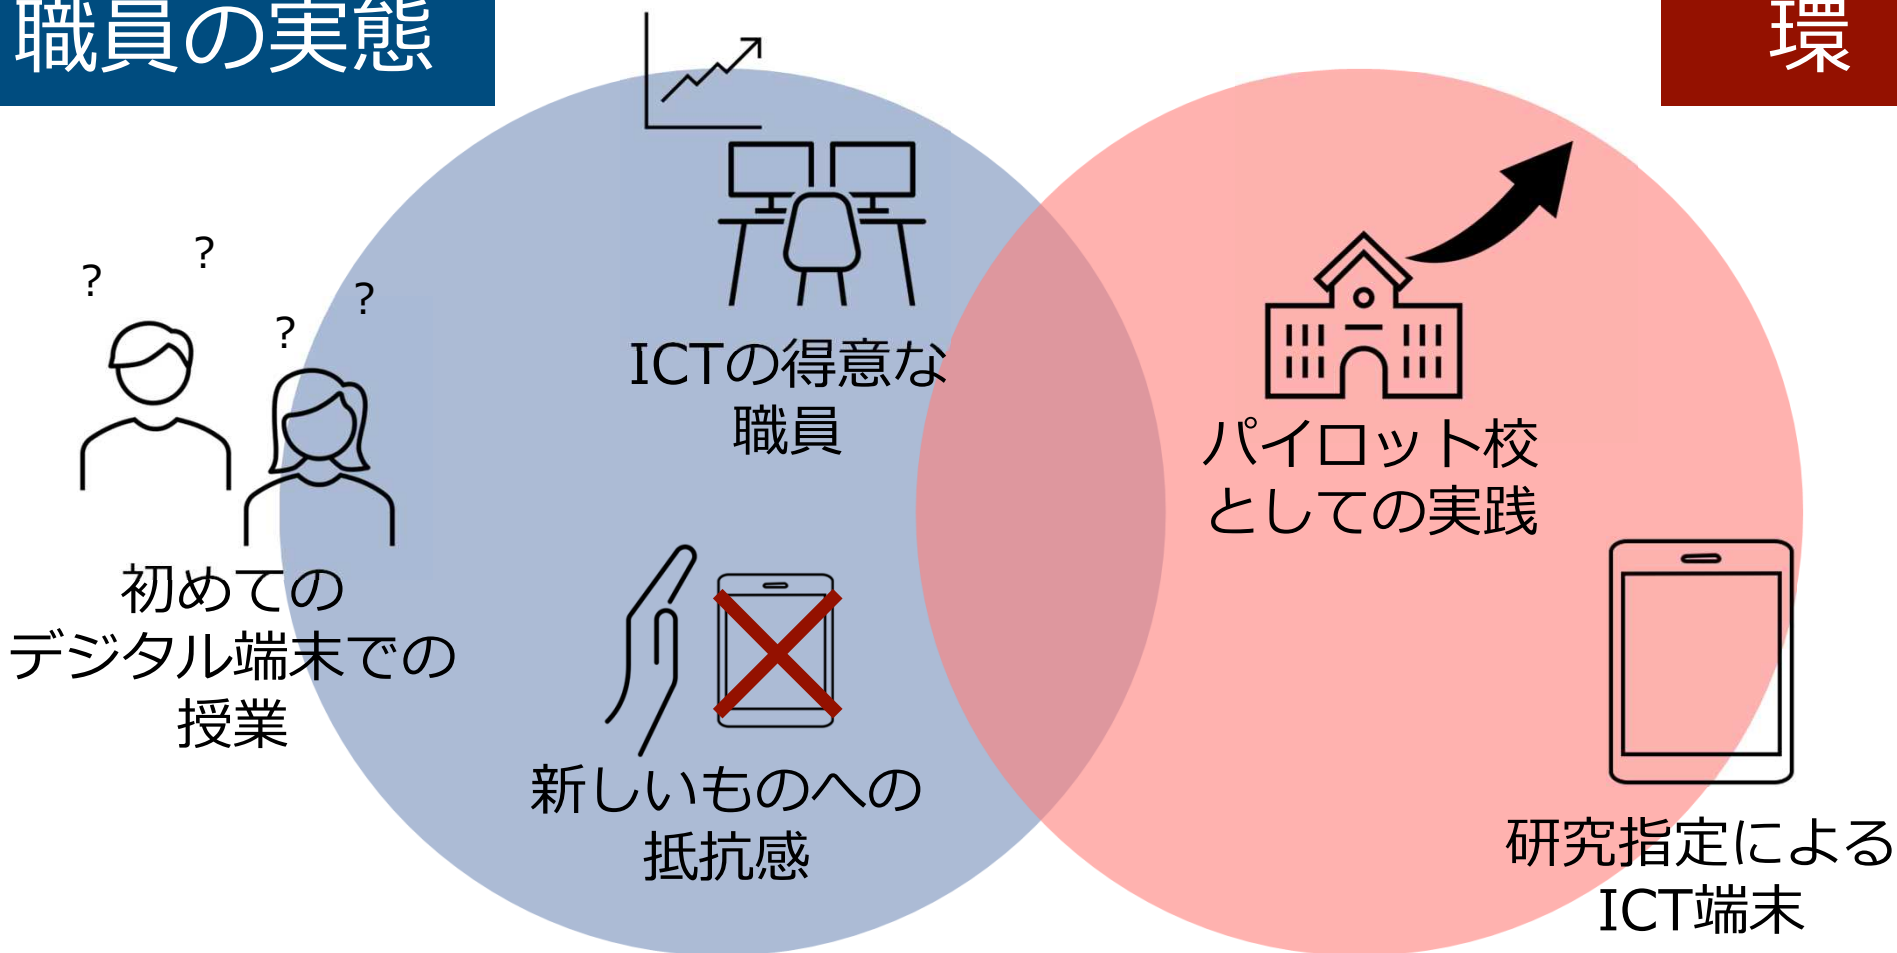 職員の実態
環
?
?
?
?
ICTの得意な
職員
パイロット校
としての実践
初めての
デジタル端末での
授業
新しいものへの
抵抗感
研究指定による
ICT端末